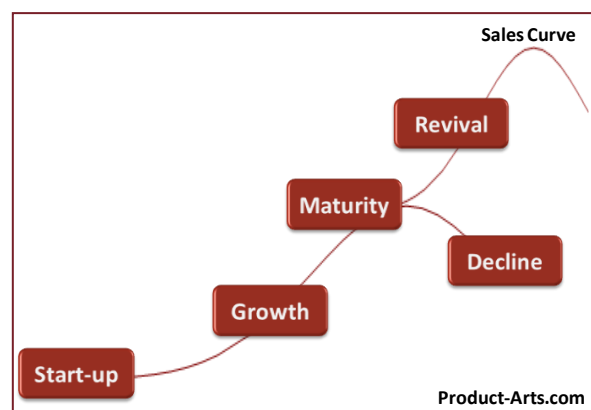 Sales Curve
Revival
Maturity
Decline
Growth
Start-up
Product-Arts.com